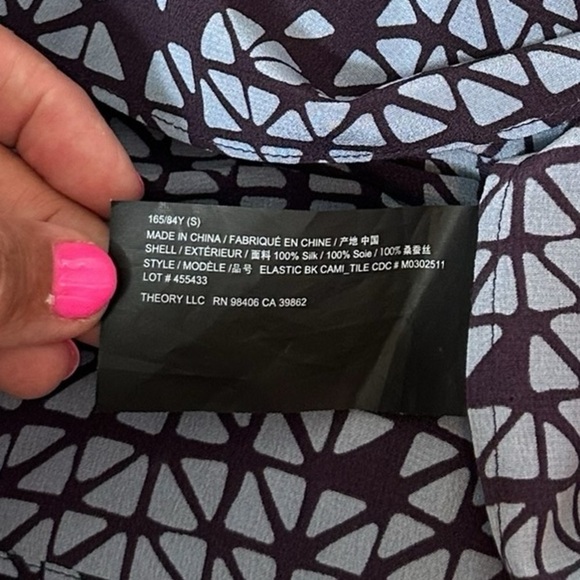 165/84Y (S)
MADE IN CHINA / FABRIQUÉ EN CHINE / 产地 中国
SHELL / EXTÉRIEUR / 面料 100% Silk / 100% Soie / 100% 桑蚕丝
STYLE / MODÈLE /品号 ELASTIC BK CAMI_TILE CDC # M0302511
LOT # 455433
THEORY LLC RN 98406 CA 39862